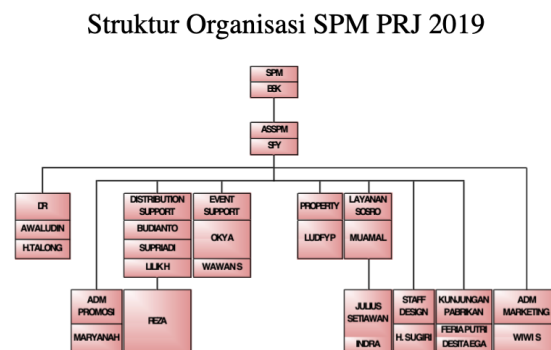 Struktur Organisasi SPM PRJ 2019
SPM
EBK
ASSPM
SFY
DR
AWALUDIN
H.TALONG
DISTRIBUTION
SUPPORT
BUDIANTO
SUPRIADI
LILIK H
EVENT
SUPPORT
OKYA
WAWAN S
PROPERTY
LUDFY P
LAYANAN
SOSRO
MUAMAL
ADM
PROMOSI
MARYANAH
REZA
JULIUS
SETIAWAN
INDRA
STAFF
DESIGN
H. SUGIRI
KUNJUNGAN
PABRIKAN
FERIA PUTRI
DESITA EGA
ADM
MARKETING
WIWI S